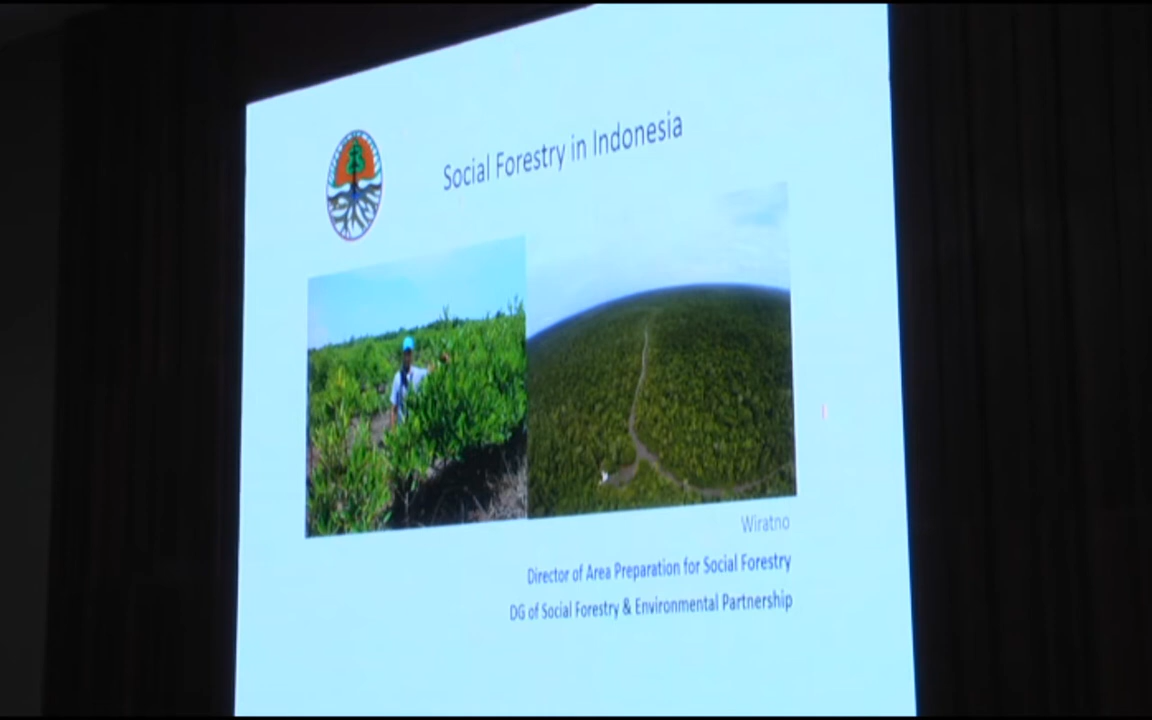 Social Forestry in Indonesia
Wiratno
Director of Area Preparation for Social Forestry
DG of Social Forestry & Environmental Partnership